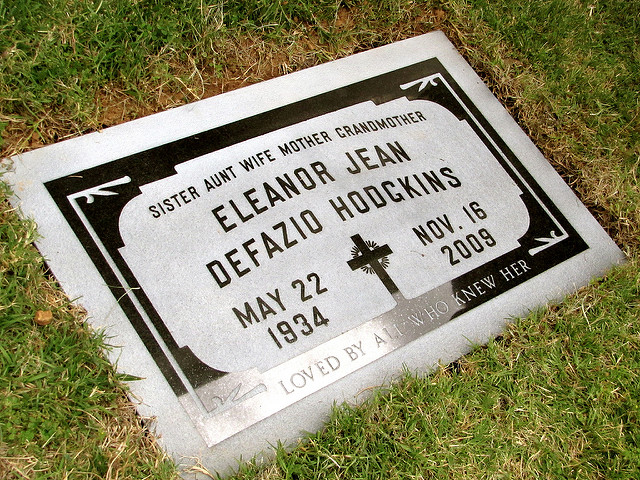 SISTER AUNT WIFE MOTHER GRANDMOTHER
ELEANOR JEAN
DEFAZIO HODGKINS
MAY 22
1934
NOV. 16
2009
LOVED BY ALL WHO KNEW HER